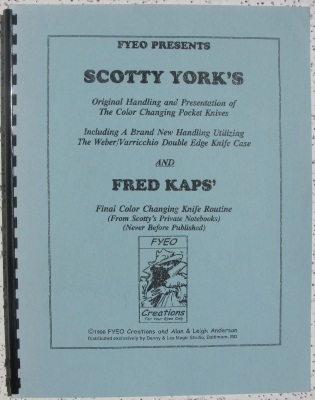 FYEO PRESENTS
SCOTTY YORK'S
Original Handling and Presentation of
The Color Changing Pocket Knives
Including A Brand New Handling Utilizing
The Weber/Varricchio Double Edge Knife Case
AND
FRED KAPS'
Final Color Changing Knife Routine
(From Scotty's Private Notebooks)
(Never Before Published)
FYEO
Creations
For Your Eyes Only
FYEO Creations and Alan & Leigh Anderson
Distributed exclusively by Denny & Lee Magic Studio, Baltimore, MD